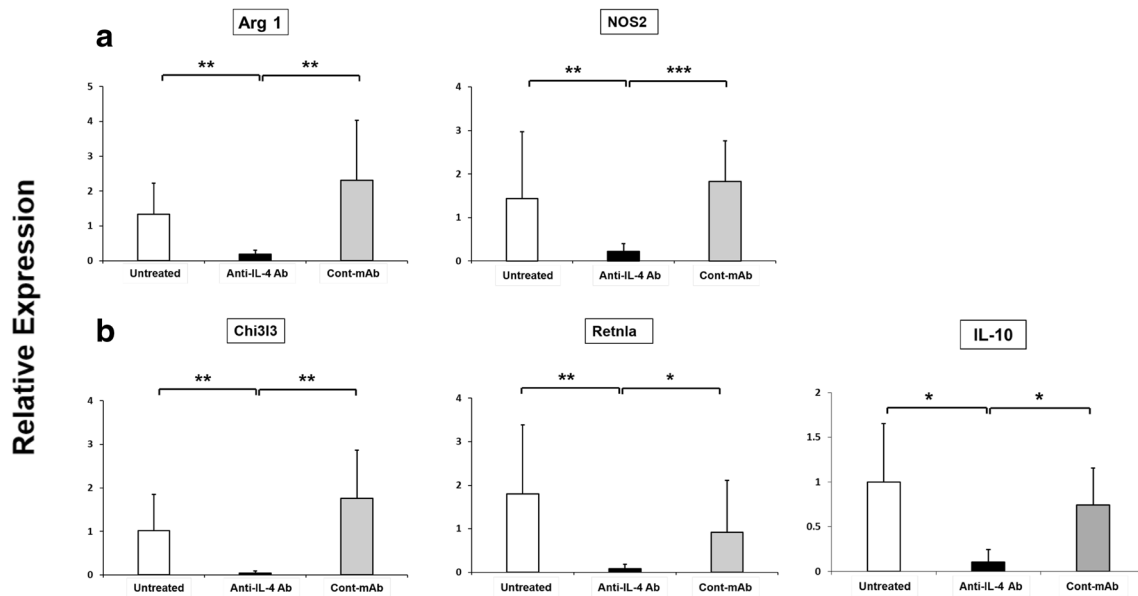 a
Arg 1
NOS2
** **
** ***
5
4
3
2
1
0
Untreated Anti-IL-4 Ab Cont-mAb
4
3
2
1
0
Untreated Anti-IL-4 Ab Cont-mAb
Relative Expression
b
Chi3l3
Retnla
IL-10
** **
** *
* *
4
3
2
1
0
Untreated Anti-IL-4 Ab Cont-mAb
4
3
2
1
0
Untreated Anti-IL-4 Ab Cont-mAb
2
1.5
1
0.5
0
Untreated Anti-IL-4 Ab Cont-mAb